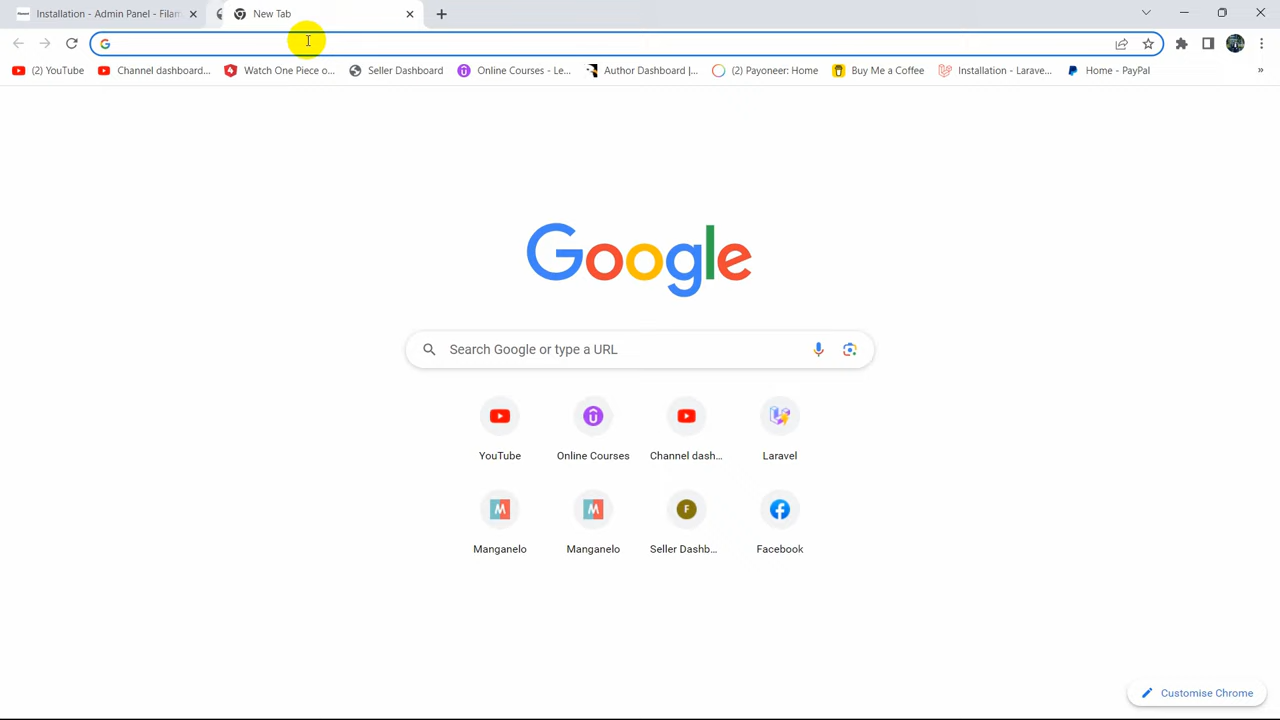 Installation - Admin Panel - Filam
New Tab
(2) YouTube
Channel dashboard...
Watch One Piece o...
Seller Dashboard
Online Courses - Le...
Author Dashboard |...
(2) Payoneer: Home
Buy Me a Coffee
Installation - Larave...
Home - PayPal
»
Google
Search Google or type a URL
YouTube
Online Courses
Channel dash...
Laravel
Manganelo
Manganelo
Seller Dashb...
Facebook
Customise Chrome